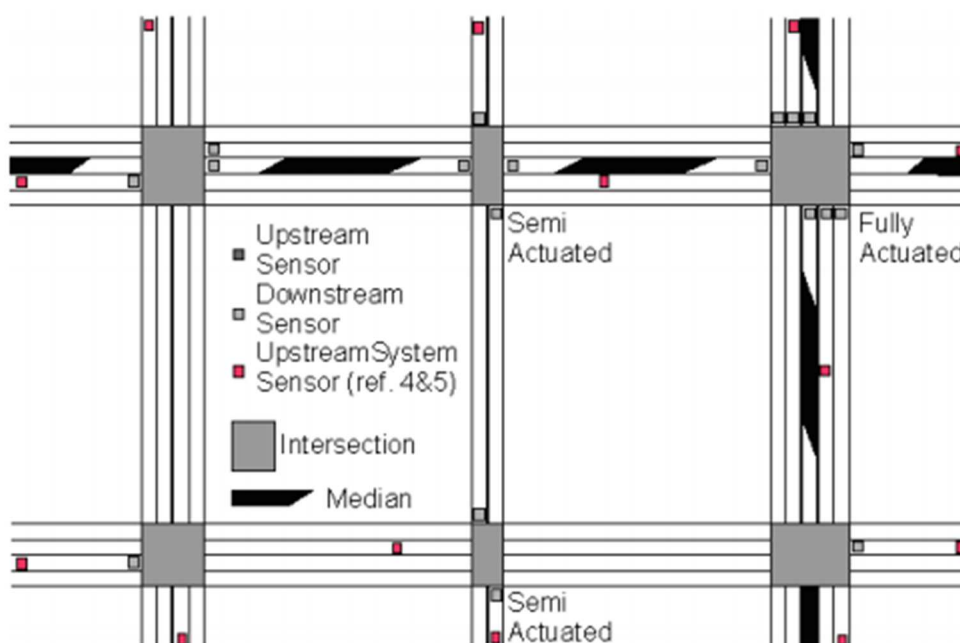 Semi
Actuated
Fully
Actuated
Upstream
Sensor
Downstream
Sensor
UpstreamSystem
Sensor (ref. 4&5)
Intersection
Median
Semi
Actuated